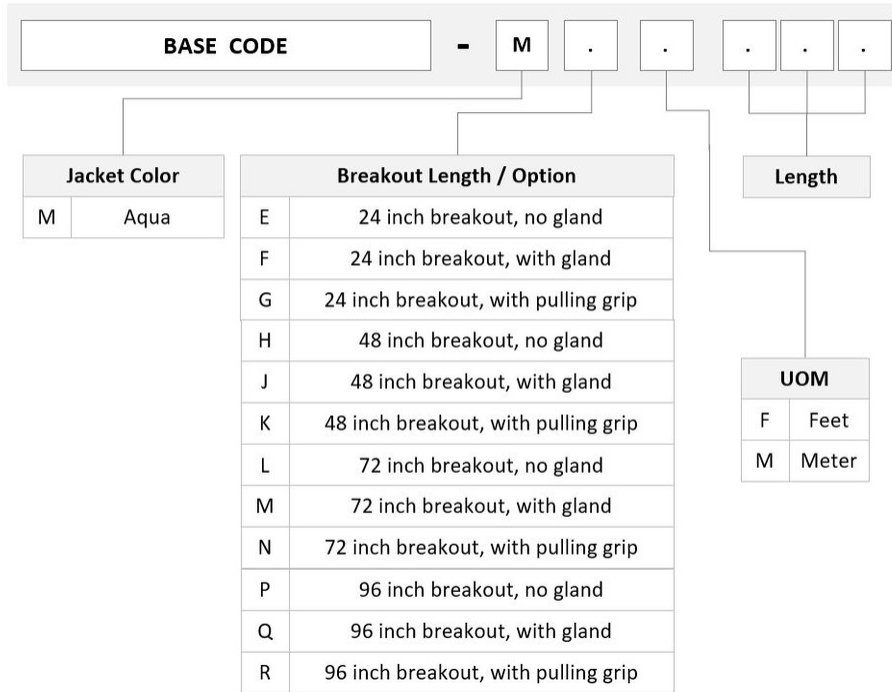 BASE CODE - M . . . . .
Jacket Color
M Aqua
Breakout Length / Option
E 24 inch breakout, no gland
F 24 inch breakout, with gland
G 24 inch breakout, with pulling grip
H 48 inch breakout, no gland
J 48 inch breakout, with gland
K 48 inch breakout, with pulling grip
L 72 inch breakout, no gland
M 72 inch breakout, with gland
N 72 inch breakout, with pulling grip
P 96 inch breakout, no gland
Q 96 inch breakout, with gland
R 96 inch breakout, with pulling grip
Length
UOM
F Feet
M Meter